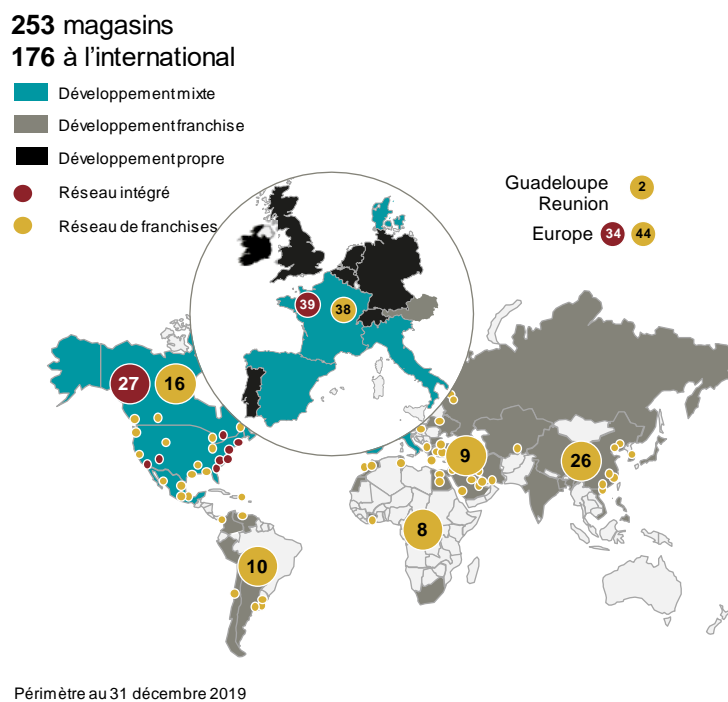 253 magasins
176 à l'international
Développement mixte
Développement franchise
Développement propre
Réseau intégré
Réseau de franchises
Guadeloupe 2
Reunion
Europe 34 44
39 38
27 16
9 26
8
10
Périmètre au 31 décembre 2019